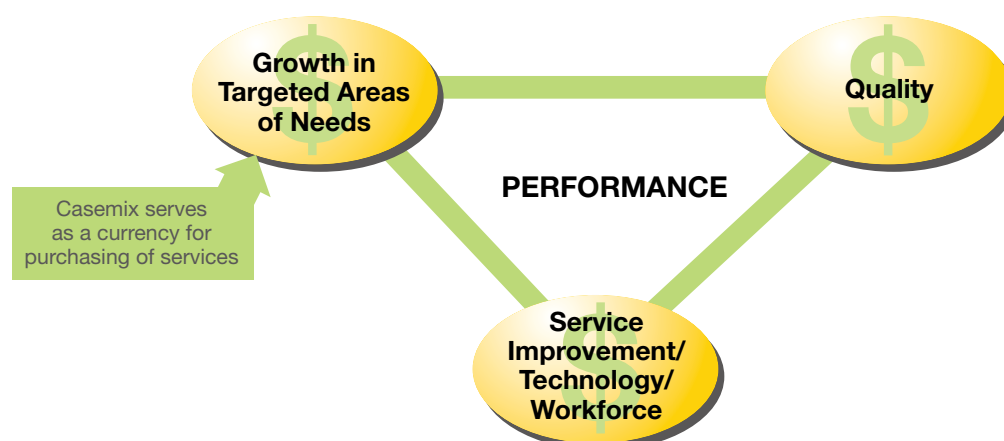 Growth in
Targeted Areas
of Needs
$
Quality
$
PERFORMANCE
Casemix serves
as a currency for
purchasing of services
Service
Improvement/
Technology/
Workforce
$